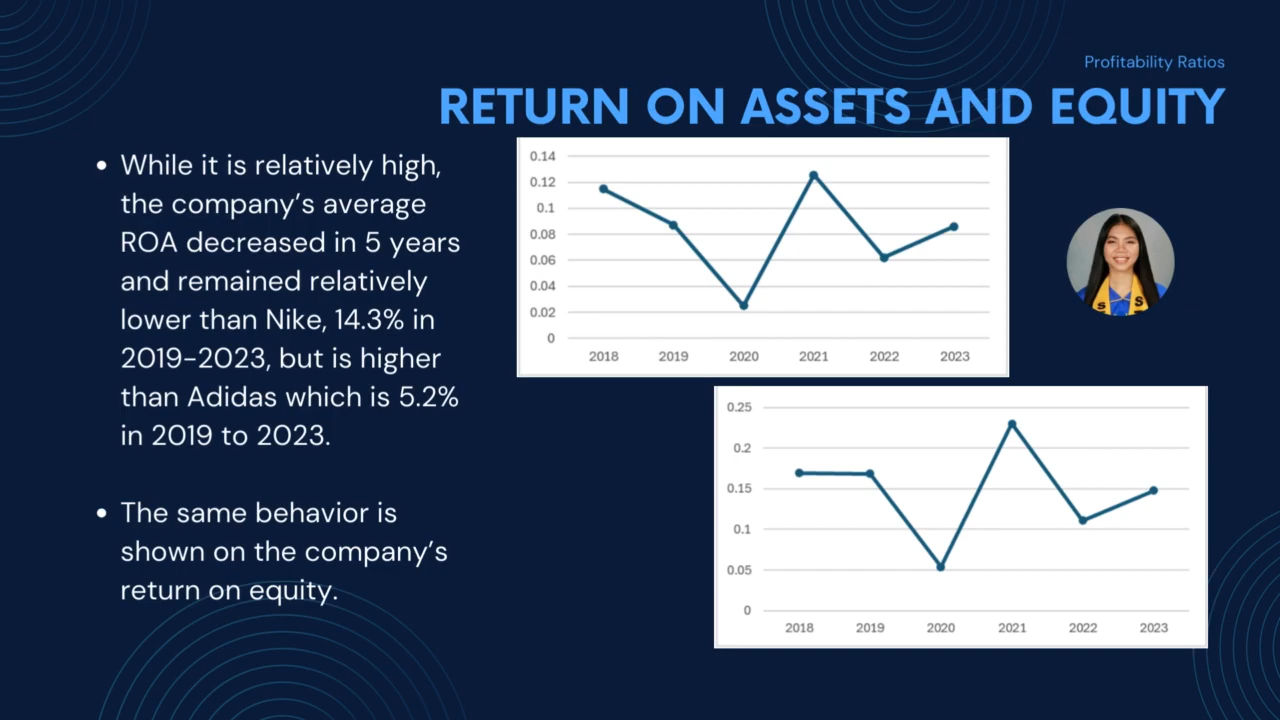 Profitability Ratios
RETURN ON ASSETS AND EQUITY
• While it is relatively high,
the company’s average
ROA decreased in 5 years
and remained relatively
lower than Nike, 14.3% in
2019-2023, but is higher
than Adidas which is 5.2%
in 2019 to 2023.
• The same behavior is
shown on the company’s
return on equity.
0.14
0.12
0.1
0.08
0.06
0.04
0.02
0
2018 2019 2020 2021 2022 2023
S S
0.25
0.2
0.15
0.1
0.05
0
2018 2019 2020 2021 2022 2023